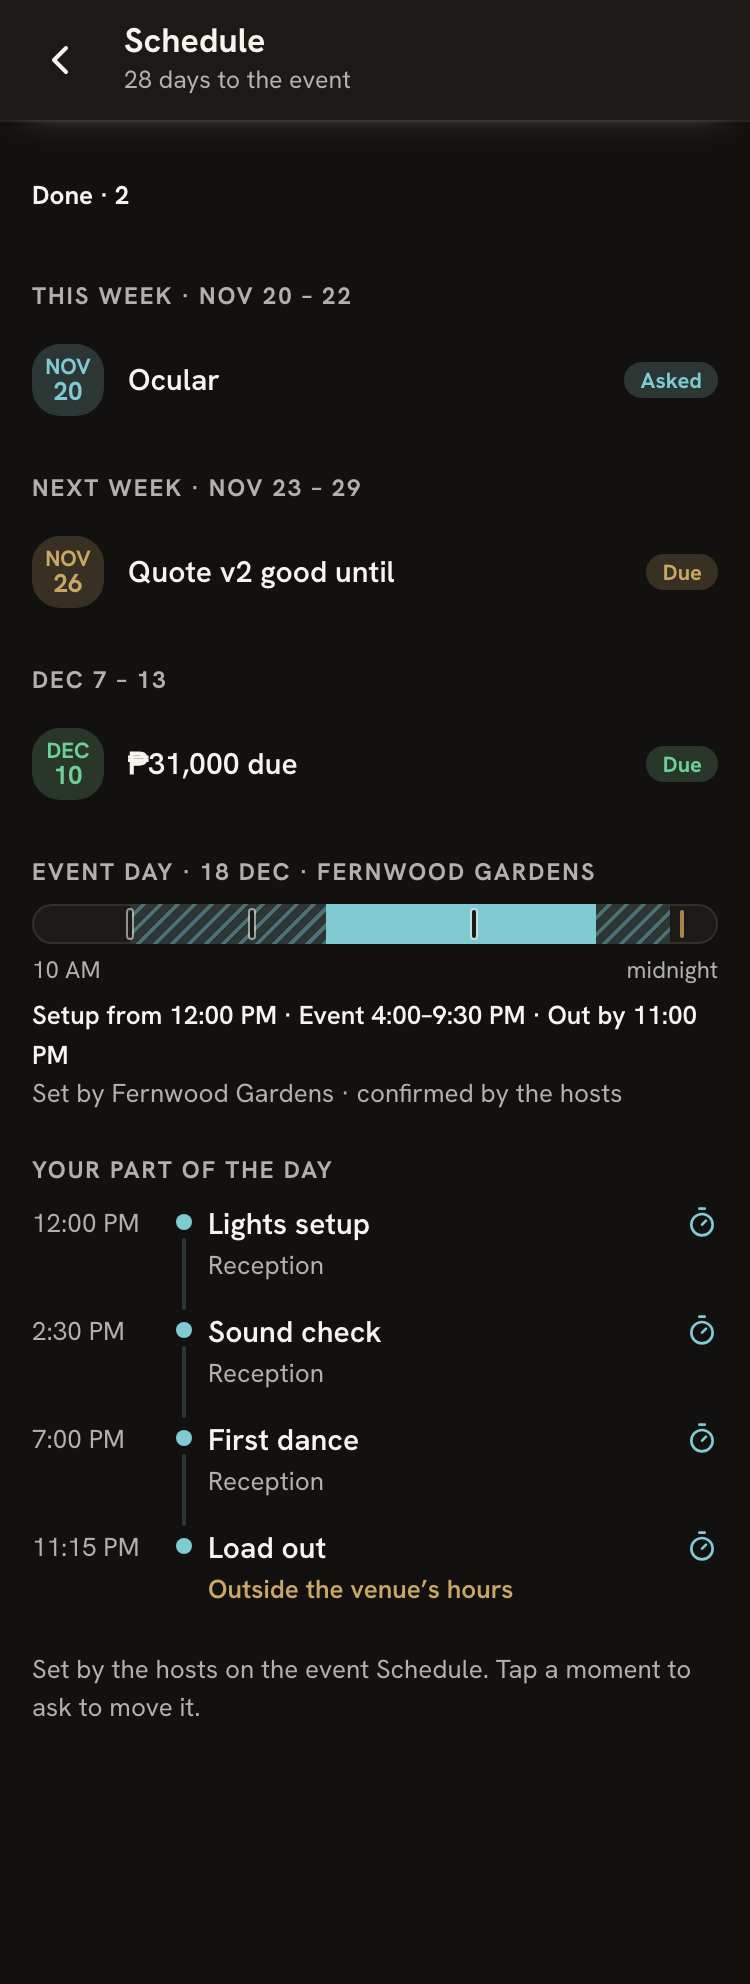 Schedule
28 days to the event
Done · 2
THIS WEEK · NOV 20 – 22
NOV
20
Ocular
Asked
NEXT WEEK · NOV 23 – 29
NOV
26
Quote v2 good until
Due
DEC 7 – 13
DEC
10
₱31,000 due
Due
EVENT DAY · 18 DEC · FERNWOOD GARDENS
10 AM
midnight
Setup from 12:00 PM · Event 4:00–9:30 PM · Out by 11:00
PM
Set by Fernwood Gardens · confirmed by the hosts
YOUR PART OF THE DAY
12:00 PM
Lights setup
Reception
2:30 PM
Sound check
Reception
7:00 PM
First dance
Reception
11:15 PM
Load out
Outside the venue’s hours
Set by the hosts on the event Schedule. Tap a moment to
ask to move it.